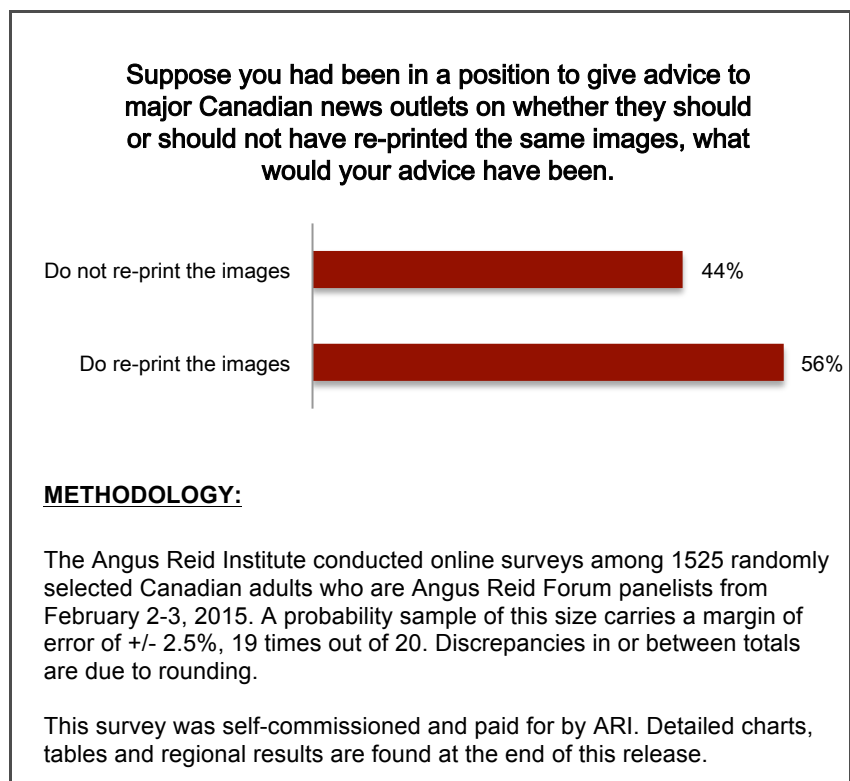 Suppose you had been in a position to give advice to
major Canadian news outlets on whether they should
or should not have re-printed the same images, what
would your advice have been.
Do not re-print the images
44%
Do re-print the images
56%
METHODOLOGY:
The Angus Reid Institute conducted online surveys among 1525 randomly
selected Canadian adults who are Angus Reid Forum panelists from
February 2-3, 2015. A probability sample of this size carries a margin of
error of +/- 2.5%, 19 times out of 20. Discrepancies in or between totals
are due to rounding.
This survey was self-commissioned and paid for by ARI. Detailed charts,
tables and regional results are found at the end of this release.